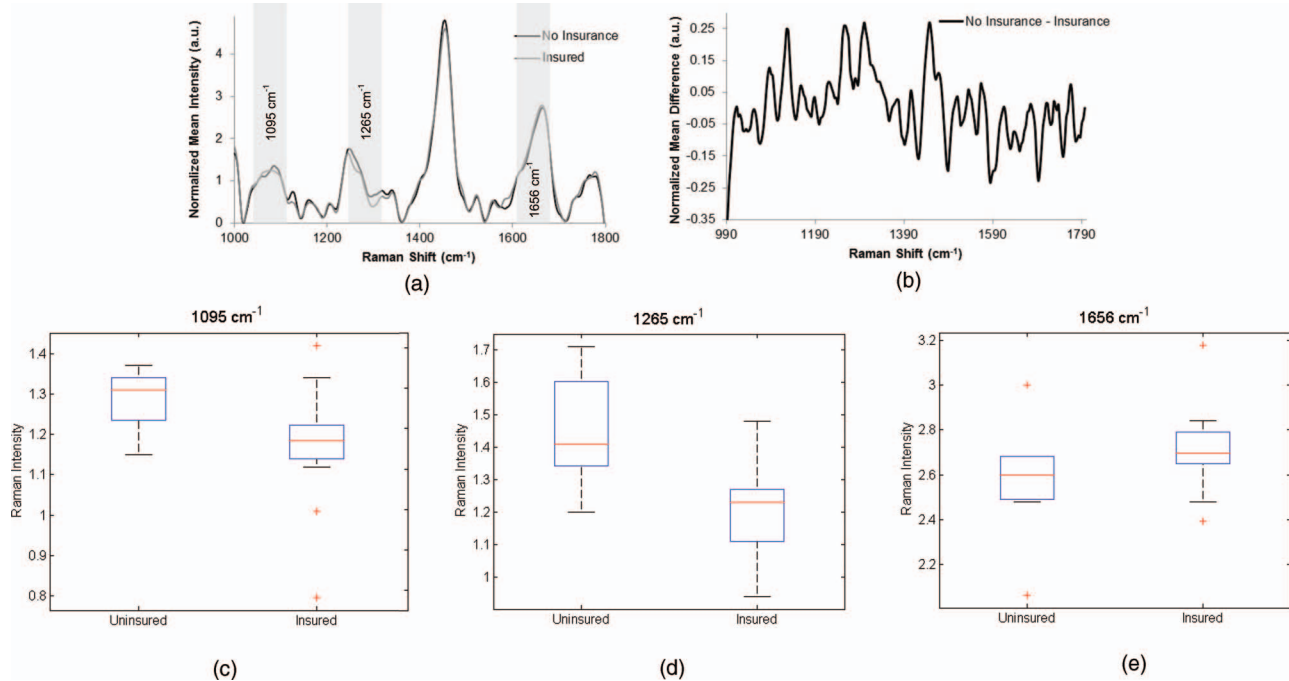 Normalized Mean Intensity (a.u.)
4
3
2
1
0
1095 cm⁻¹
1265 cm⁻¹
1656 cm⁻¹
No Insurance
Insured
1000
1200
1400
1600
1800
Raman Shift (cm⁻¹)
(a)
Normalized Mean Difference (a.u.)
0.25
0.15
0.05
-0.05
-0.15
-0.25
-0.35
No Insurance - Insurance
990
1190
1390
1590
1790
Raman Shift (cm⁻¹)
(b)
1095 cm⁻¹
Raman Intensity
1.4
1.3
1.2
1.1
1
0.9
0.8
Uninsured
Insured
(c)
1265 cm⁻¹
Raman Intensity
1.7
1.6
1.5
1.4
1.3
1.2
1.1
1
Uninsured
Insured
(d)
1656 cm⁻¹
Raman Intensity
3.2
3
2.8
2.6
2.4
2.2
Uninsured
Insured
(e)